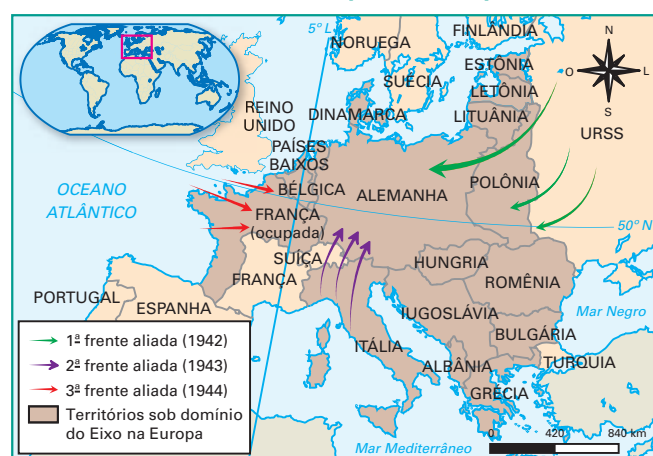 5º L
NORUEGA
FINLÂNDIA
N
O
L
S
SUÉCIA
ESTÔNIA
LETÔNIA
LITUÂNIA
URSS
REINO
UNIDO
DINAMARCA
PAÍSES
BAIXOS
BÉLGICA
ALEMANHA
POLÔNIA
OCEANO
ATLÂNTICO
FRANÇA
(ocupada)
50º N
SUÍÇA
FRANÇA
HUNGRIA
ROMÊNIA
PORTUGAL
ESPANHA
IUGOSLÁVIA
Mar Negro
BULGÁRIA
ITÁLIA
ALBÂNIA
TURQUIA
GRÉCIA
1ª frente aliada (1942)
2ª frente aliada (1943)
3ª frente aliada (1944)
Territórios sob domínio
do Eixo na Europa
Mar Mediterrâneo
0 420 840 km